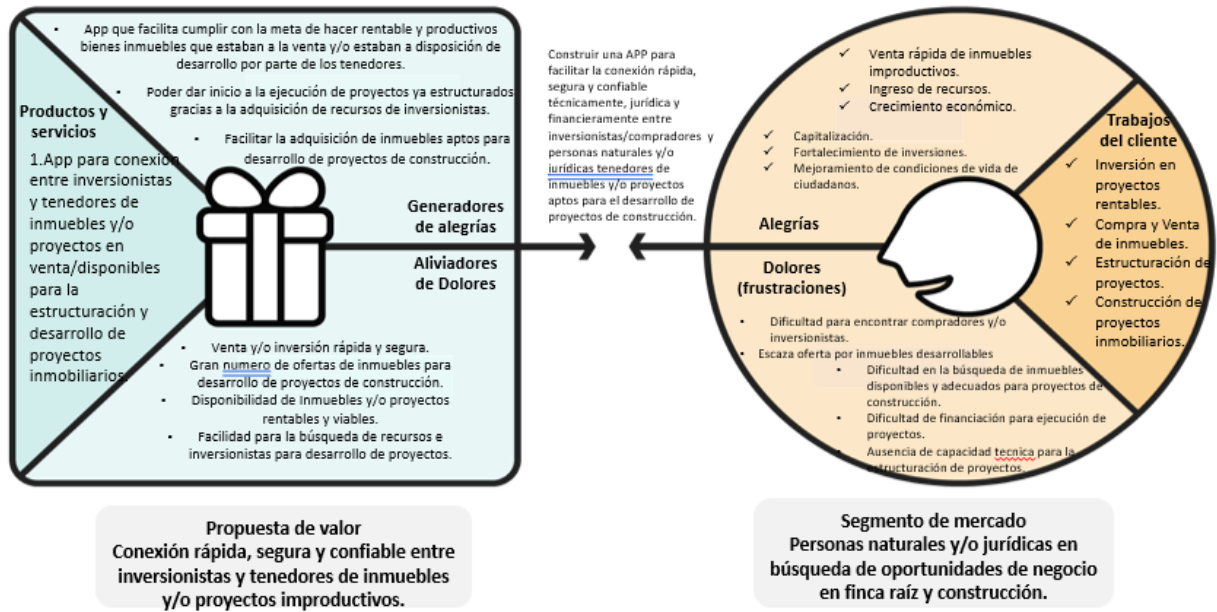 • App que facilita cumplir con la meta de hacer rentable y productivos
bienes inmuebles que estaban a la venta y/o estaban a disposición de
desarrollo por parte de los tenedores.
• Poder dar inicio a la ejecución de proyectos ya estructurados
gracias a la adquisición de recursos de inversionistas.
• Facilitar la adquisición de inmuebles aptos para
desarrollo de proyectos de construcción.
Productos y
servicios
1.App para conexión
entre inversionistas
y tenedores de
inmuebles y/o
proyectos en
venta/disponibles
para la
estructuración y
desarrollo de
proyectos
inmobiliarios.
Generadores
de alegrías
Aliviadores
de Dolores
• Venta y/o inversión rápida y segura.
• Gran numero de ofertas de inmuebles para
desarrollo de proyectos de construcción.
• Disponibilidad de Inmuebles y/o proyectos
rentables y viables.
• Facilidad para la búsqueda de recursos e
inversionistas para desarrollo de proyectos.
Construir una APP para
facilitar la conexión rápida,
segura y confiable
técnicamente, jurídica y
financieramente entre
inversionistas/compradores y
personas naturales y/o
jurídicas tenedores de
inmuebles y/o proyectos
aptos para el desarrollo de
proyectos de construcción.
✓ Venta rápida de inmuebles
improductivos.
✓ Ingreso de recursos.
✓ Crecimiento económico.
✓ Capitalización.
✓ Fortalecimiento de inversiones.
✓ Mejoramiento de condiciones de vida de
ciudadanos.
Alegrías
Dolores
(frustraciones)
• Dificultad para encontrar compradores y/o
inversionistas.
• Escaza oferta por inmuebles desarrollables
• Dificultad en la búsqueda de inmuebles
disponibles y adecuados para proyectos de
construcción.
• Dificultad de financiación para ejecución de
proyectos.
• Ausencia de capacidad tecnica para la
estructuración de proyectos.
Trabajos
del cliente
✓ Inversión en
proyectos
rentables.
✓ Compra y Venta
de inmuebles.
✓ Estructuración de
proyectos.
✓ Construcción de
proyectos
inmobiliarios.
Propuesta de valor
Conexión rápida, segura y confiable entre
inversionistas y tenedores de inmuebles
y/o proyectos improductivos.
Segmento de mercado
Personas naturales y/o jurídicas en
búsqueda de oportunidades de negocio
en finca raíz y construcción.